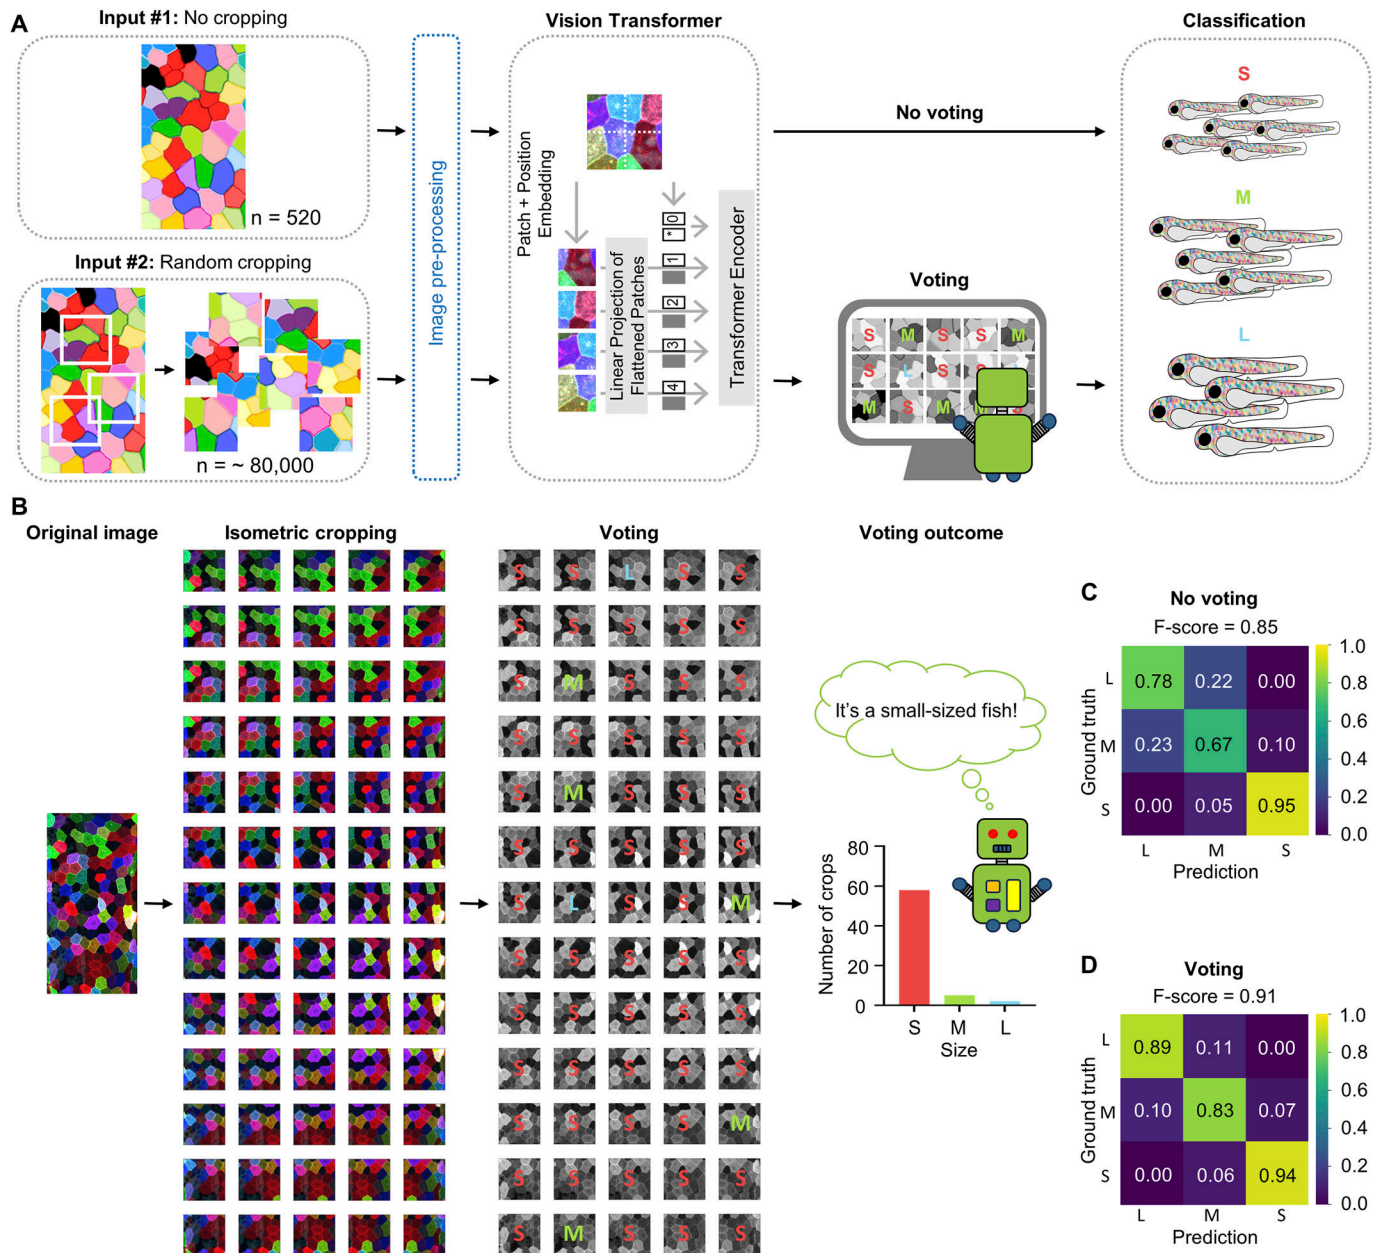 A
Input #1: No cropping
n = 520
Input #2: Random cropping
n = ~ 80,000
Image pre-processing
Vision Transformer
Patch + Position
Embedding
Linear Projection of
Flattened Patches
* 0
1
2
3
4
Transformer Encoder
No voting
Voting
S M S S M
S L S S
M S M M S
Classification
S
M
L
B
Original image
Isometric cropping
Voting
Voting outcome
S S L S S
S S S S S
S M S S S
S S S S S
S M S S S
S S S S S
S L S S M
S S S S S
S S S S S
S S S S S
S S S S M
S S S S S
S M S S S
It's a small-sized fish!
Number of crops
80
60
40
20
0
S M L
Size
C
No voting
F-score = 0.85
Ground truth
L 0.78 0.22 0.00
M 0.23 0.67 0.10
S 0.00 0.05 0.95
L M S
Prediction
1.0
0.8
0.6
0.4
0.2
0.0
D
Voting
F-score = 0.91
Ground truth
L 0.89 0.11 0.00
M 0.10 0.83 0.07
S 0.00 0.06 0.94
L M S
Prediction
1.0
0.8
0.6
0.4
0.2
0.0